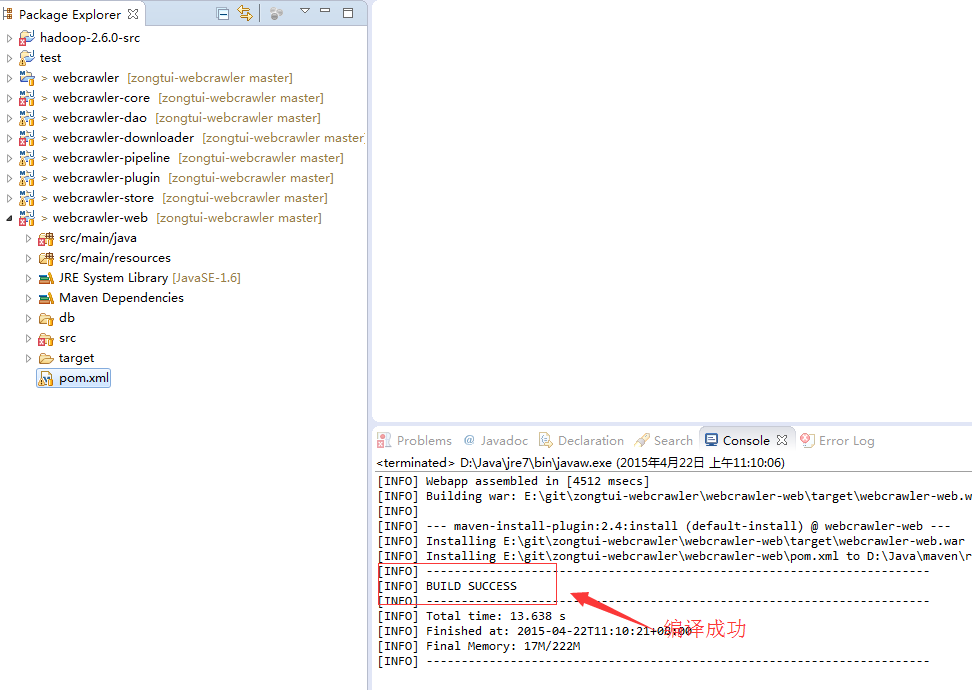 Package Explorer
hadoop-2.6.0-src
test
> webcrawler [zongtui-webcrawler master]
> webcrawler-core [zongtui-webcrawler master]
> webcrawler-dao [zongtui-webcrawler master]
> webcrawler-downloader [zongtui-webcrawler master
> webcrawler-pipeline [zongtui-webcrawler master]
> webcrawler-plugin [zongtui-webcrawler master]
> webcrawler-store [zongtui-webcrawler master]
> webcrawler-web [zongtui-webcrawler master]
src/main/java
src/main/resources
JRE System Library [JavaSE-1.6]
Maven Dependencies
db
src
target
pom.xml
Problems @ Javadoc Declaration Search Console Error Log
<terminated> D:\Java\jre7\bin\javaw.exe (2015年4月22日 上午11:10:06)
[INFO] Webapp assembled in [4512 msecs]
[INFO] Building war: E:\git\zongtui-webcrawler\webcrawler-web\target\webcrawler-web.w
[INFO]
[INFO] --- maven-install-plugin:2.4:install (default-install) @ webcrawler-web ---
[INFO] Installing E:\git\zongtui-webcrawler\webcrawler-web\target\webcrawler-web.war
[INFO] Installing E:\git\zongtui-webcrawler\webcrawler-web\pom.xml to D:\Java\maven\r
[INFO] ------------------------------------------------------------------------
[INFO] BUILD SUCCESS
[INFO] ------------------------------------------------------------------------
[INFO] Total time: 13.638 s
[INFO] Finished at: 2015-04-22T11:10:21+08:00
编译成功
[INFO] Final Memory: 17M/222M
[INFO] ------------------------------------------------------------------------